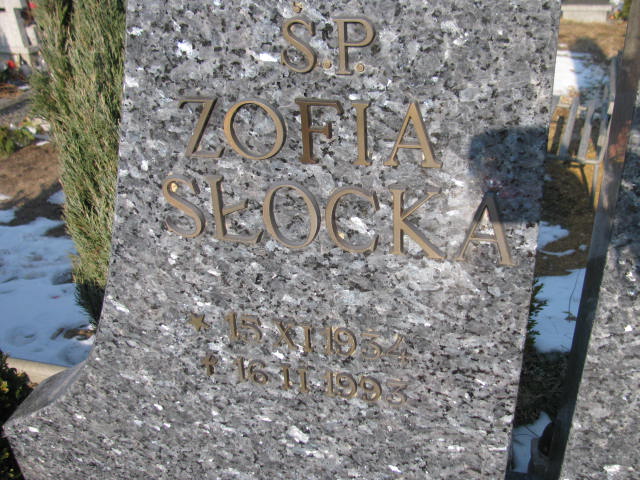 Ś.P.
ZOFIA
SŁOCKA
★ 15 XI 1934
✝ 16 II 1993